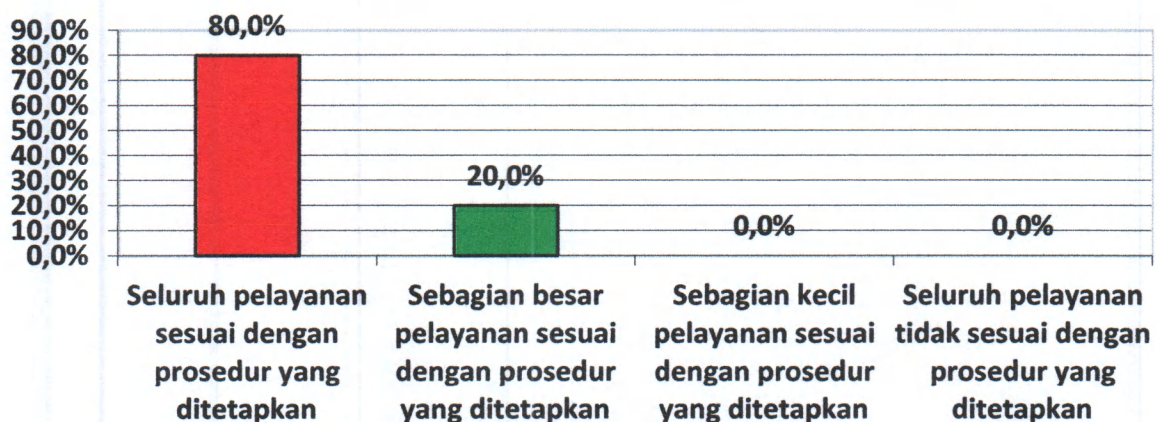 90,0%
80,0%
70,0%
60,0%
50,0%
40,0%
30,0%
20,0%
10,0%
0,0%
80,0%
20,0%
0,0%
0,0%
Seluruh pelayanan
sesuai dengan
prosedur yang
ditetapkan
Sebagian besar
pelayanan sesuai
dengan prosedur
yang ditetapkan
Sebagian kecil
pelayanan sesuai
dengan prosedur
yang ditetapkan
Seluruh pelayanan
tidak sesuai dengan
prosedur yang
ditetapkan